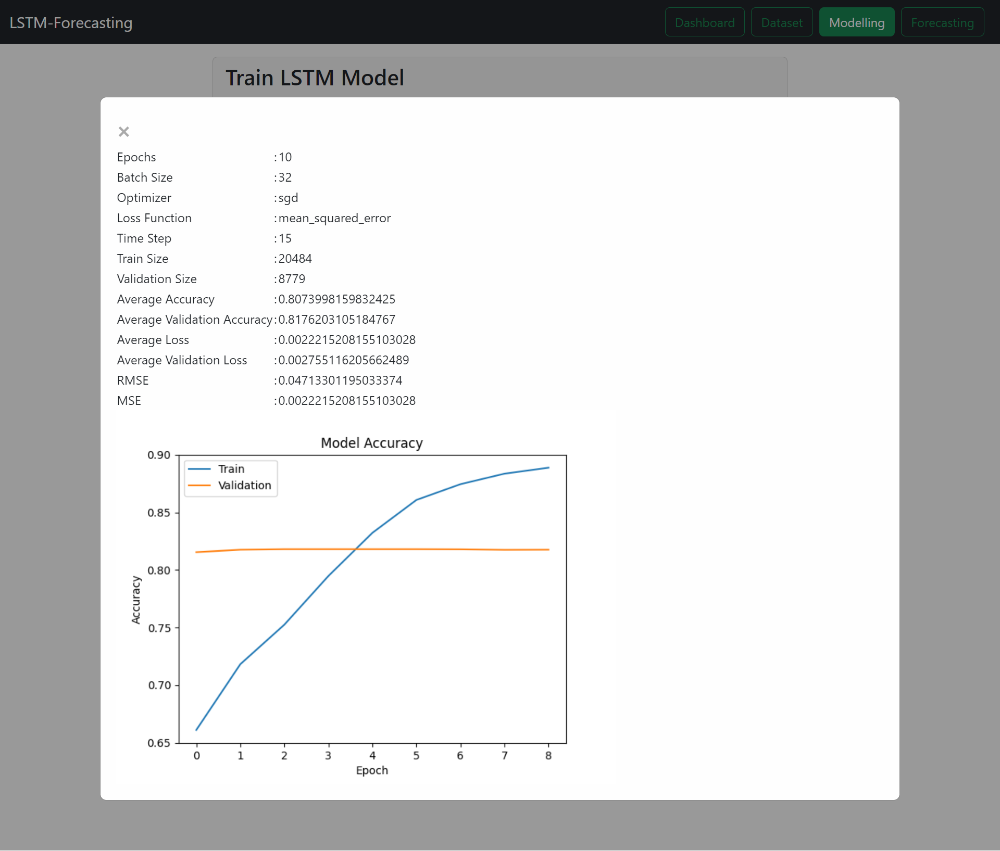 LSTM-Forecasting Dashboard Dataset Modelling Forecasting
Train LSTM Model
×
Epochs :10
Batch Size :32
Optimizer :sgd
Loss Function :mean_squared_error
Time Step :15
Train Size :20484
Validation Size :8779
Average Accuracy :0.8073998159832425
Average Validation Accuracy:0.8176203105184767
Average Loss :0.0022215208155103028
Average Validation Loss :0.002755116205662489
RMSE :0.04713301195033374
MSE :0.0022215208155103028
Model Accuracy
Train
Validation
0.90
0.85
0.80
0.75
0.70
0.65
Accuracy
0 1 2 3 4 5 6 7 8
Epoch